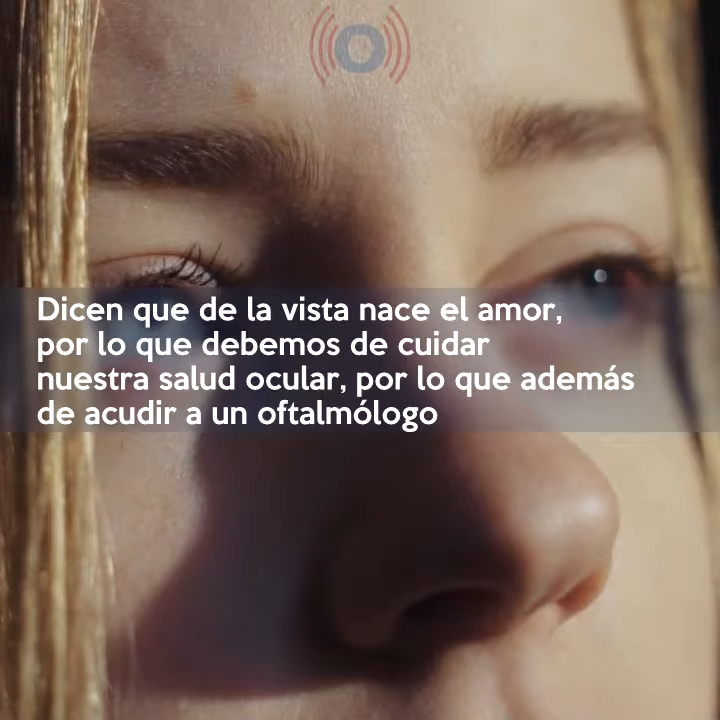 Dicen que de la vista nace el amor,
por lo que debemos de cuidar
nuestra salud ocular, por lo que además
de acudir a un oftalmólogo